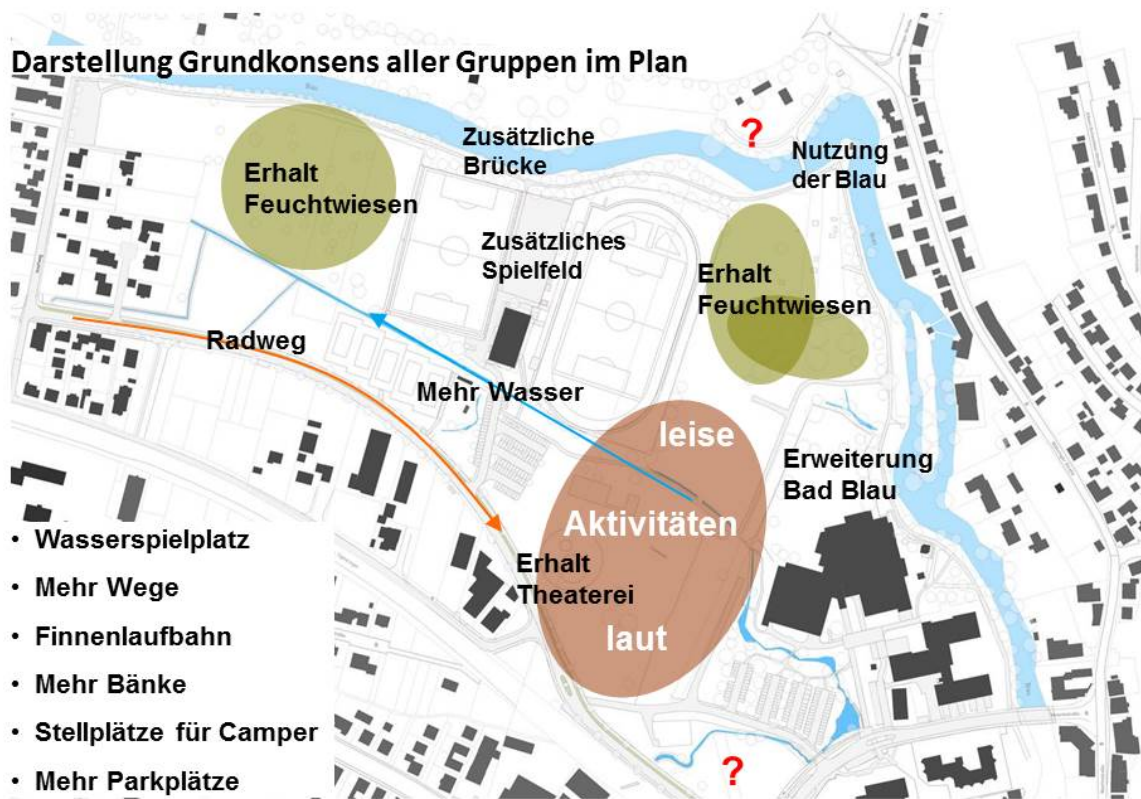 Darstellung Grundkonsens aller Gruppen im Plan
?
Zusätzliche
Brücke
Nutzung
der Blau
Erhalt
Feuchtwiesen
Zusätzliches
Spielfeld
Erhalt
Feuchtwiesen
Radweg
Mehr Wasser
leise
Aktivitäten
laut
Erweiterung
Bad Blau
Erhalt
Theaterei
?
• Wasserspielplatz
• Mehr Wege
• Finnenlaufbahn
• Mehr Bänke
• Stellplätze für Camper
• Mehr Parkplätze